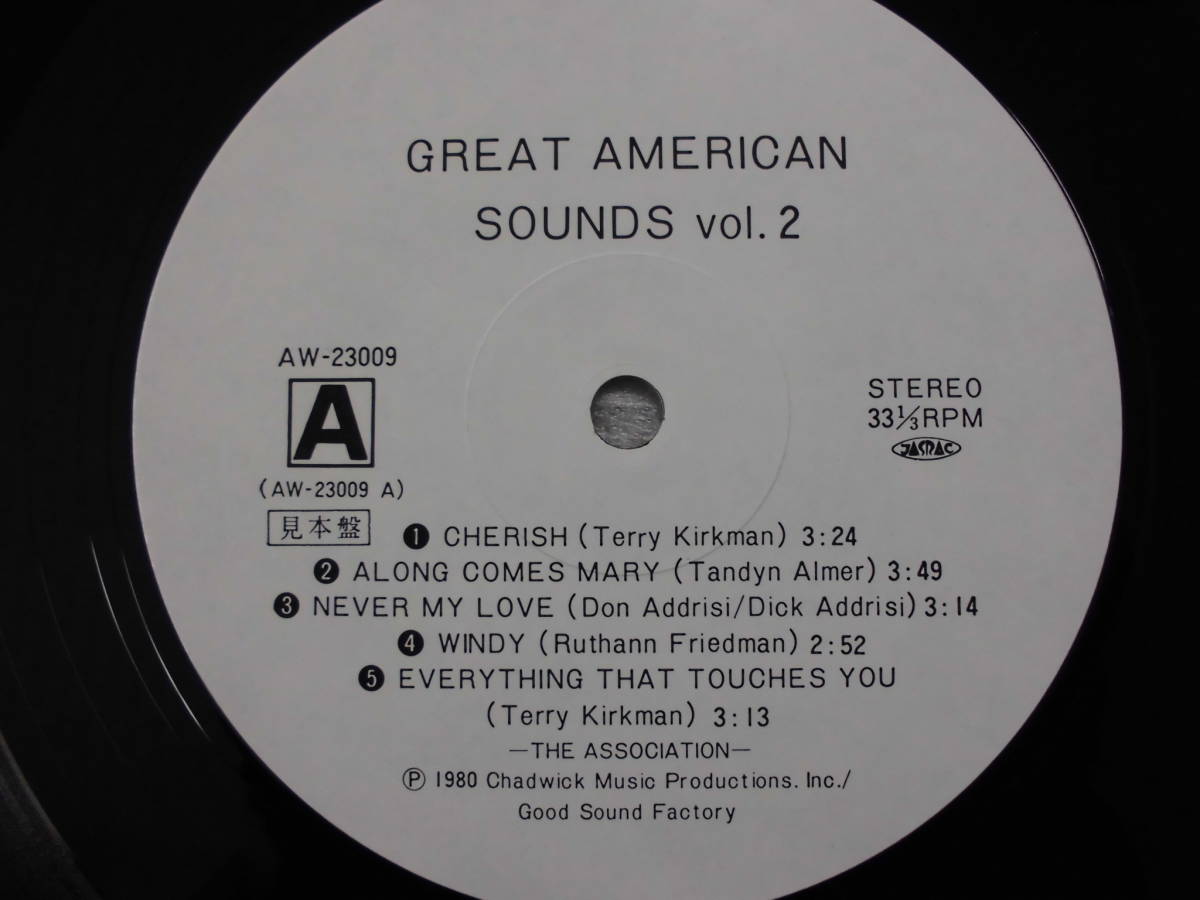 GREAT AMERICAN
SOUNDS vol. 2
AW-23009
A
(AW-23009 A)
見本盤
STEREO
33⅓RPM
JASRAC
❶ CHERISH (Terry Kirkman) 3:24
❷ ALONG COMES MARY (Tandyn Almer) 3:49
❸ NEVER MY LOVE (Don Addrisi/Dick Addrisi) 3:14
❹ WINDY (Ruthann Friedman) 2:52
❺ EVERYTHING THAT TOUCHES YOU
(Terry Kirkman) 3:13
—THE ASSOCIATION—
℗ 1980 Chadwick Music Productions. Inc./
Good Sound Factory